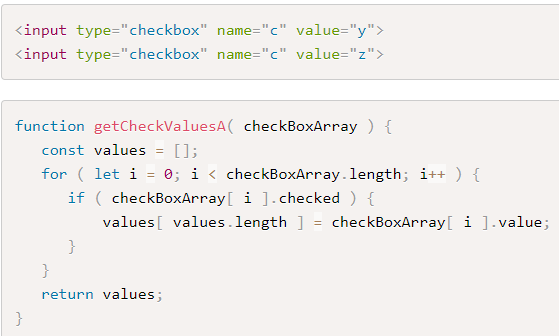 <input type="checkbox" name="c" value="y">
<input type="checkbox" name="c" value="z">
function getCheckValuesA( checkBoxArray ) {
   const values = [];
   for ( let i = 0; i < checkBoxArray.length; i++ ) {
      if ( checkBoxArray[ i ].checked ) {
          values[ values.length ] = checkBoxArray[ i ].value;
      }
   }
   return values;
}